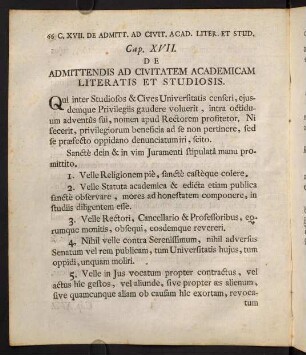 66 C. XVII. DE ADMITT. AD CIVIT. ACAD. LITER. ET STUD.
Cap. XVII.
DE
ADMITTENDIS AD CIVITATEM ACADEMICAM
LITERATIS ET STUDIOSIS.
Qui inter Studiosos & Cives Universitatis censeri, ejus-
demque Privilegiis gaudere voluerit, intra octidu-
um adventûs sui, nomen apud Rectorem profitetor. Ni
fecerit, privilegiorum beneficia ad se non pertinere, sed
se præfecto oppidano denunciatum iri, scito.
Sanctè dein & in vim Juramenti stipulatâ manu pro-
mittito,
1. Velle Religionem piè, sanctè castèque colere,
2. Velle Statuta academica & edicta etiam publica
sanctè observare, mores ad honestatem componere, in
studiis diligentem esse.
3. Velle Rectori, Cancellario & Professoribus, eo-
rumque monitis, obsequi, eosdemque revereri.
4. Nihil velle contra Serenissimum, nihil adversus
Senatum vel rem publicam, tum Universitatis hujus, tum
oppidi, unquam moliri.
5. Velle in Jus vocatum propter contractus, vel
actus hîc gestos, vel aliunde, sive propter æs alienum,
sive quamcunque aliam ob causam hîc exortam, revoca-
tum